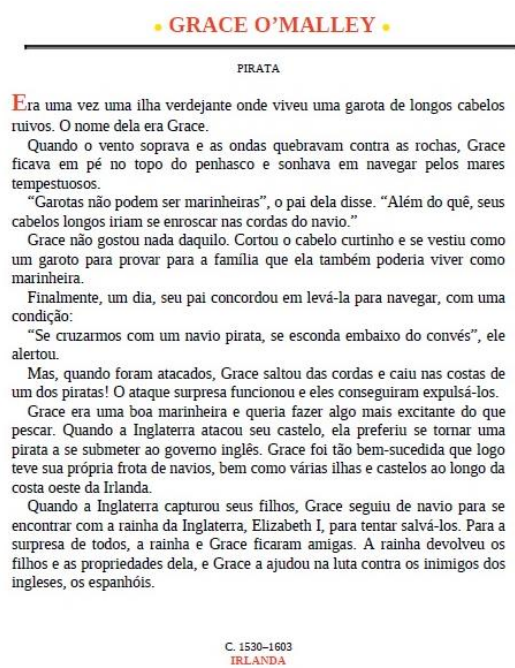 • GRACE O’MALLEY •
PIRATA
Era uma vez uma ilha verdejante onde viveu uma garota de longos cabelos
ruivos. O nome dela era Grace.
Quando o vento soprava e as ondas quebravam contra as rochas, Grace
ficava em pé no topo do penhasco e sonhava em navegar pelos mares
tempestuosos.
“Garotas não podem ser marinheiras”, o pai dela disse. “Além do quê, seus
cabelos longos iriam se enroscar nas cordas do navio.”
Grace não gostou nada daquilo. Cortou o cabelo curtinho e se vestiu como
um garoto para provar para a família que ela também poderia viver como
marinheira.
Finalmente, um dia, seu pai concordou em levá-la para navegar, com uma
condição:
“Se cruzarmos com um navio pirata, se esconda embaixo do convés”, ele
alertou.
Mas, quando foram atacados, Grace saltou das cordas e caiu nas costas de
um dos piratas! O ataque surpresa funcionou e eles conseguiram expulsá-los.
Grace era uma boa marinheira e queria fazer algo mais excitante do que
pescar. Quando a Inglaterra atacou seu castelo, ela preferiu se tornar uma
pirata a se submeter ao governo inglês. Grace foi tão bem-sucedida que logo
teve sua própria frota de navios, bem como várias ilhas e castelos ao longo da
costa oeste da Irlanda.
Quando a Inglaterra capturou seus filhos, Grace seguiu de navio para se
encontrar com a rainha da Inglaterra, Elizabeth I, para tentar salvá-los. Para a
surpresa de todos, a rainha e Grace ficaram amigas. A rainha devolveu os
filhos e as propriedades dela, e Grace a ajudou na luta contra os inimigos dos
ingleses, os espanhóis.
C. 1530–1603
IRLANDA